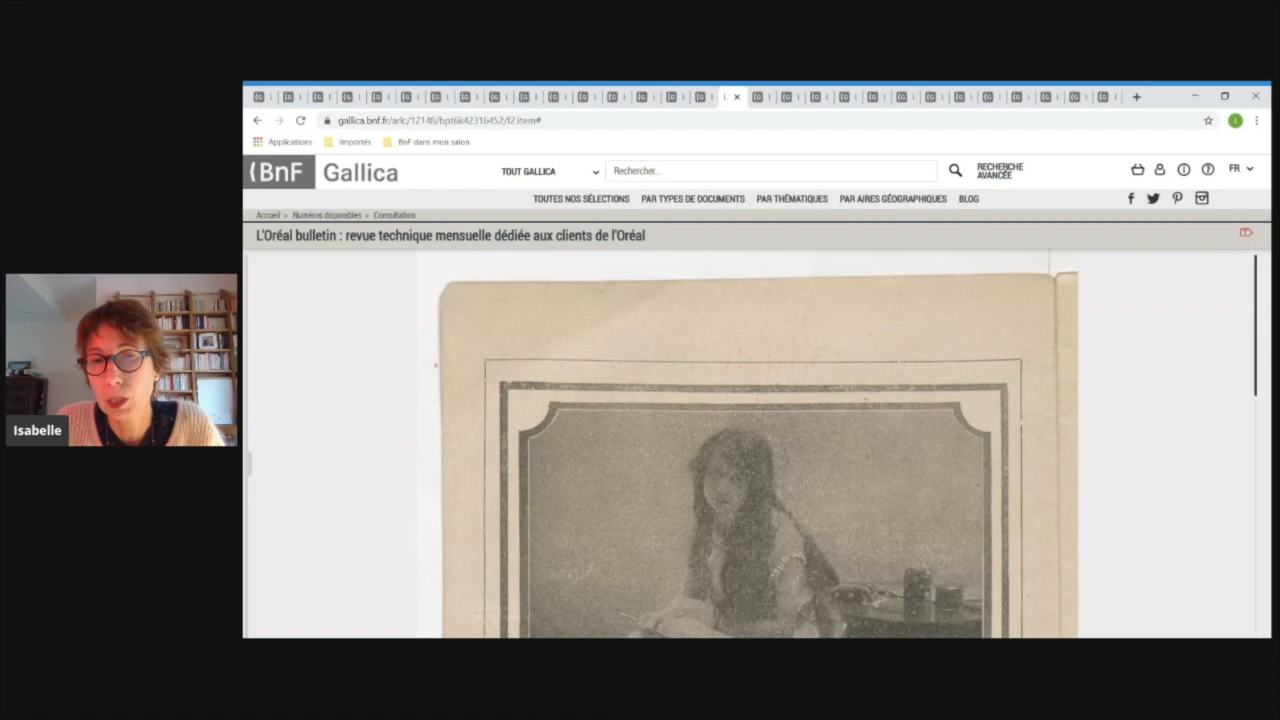 gallica.bnf.fr/ark:/12148/bpt6k42316452/f2.item#
Applications
Importés
BnF dans mon salon
BnF Gallica
TOUT GALLICA
Rechercher...
RECHERCHE
AVANCÉE
FR
TOUTES NOS SÉLECTIONS PAR TYPES DE DOCUMENTS PAR THÉMATIQUES PAR AIRES GÉOGRAPHIQUES BLOG
Accueil > Numéros disponibles > Consultation
L'Oréal bulletin : revue technique mensuelle dédiée aux clients de l'Oréal
Isabelle